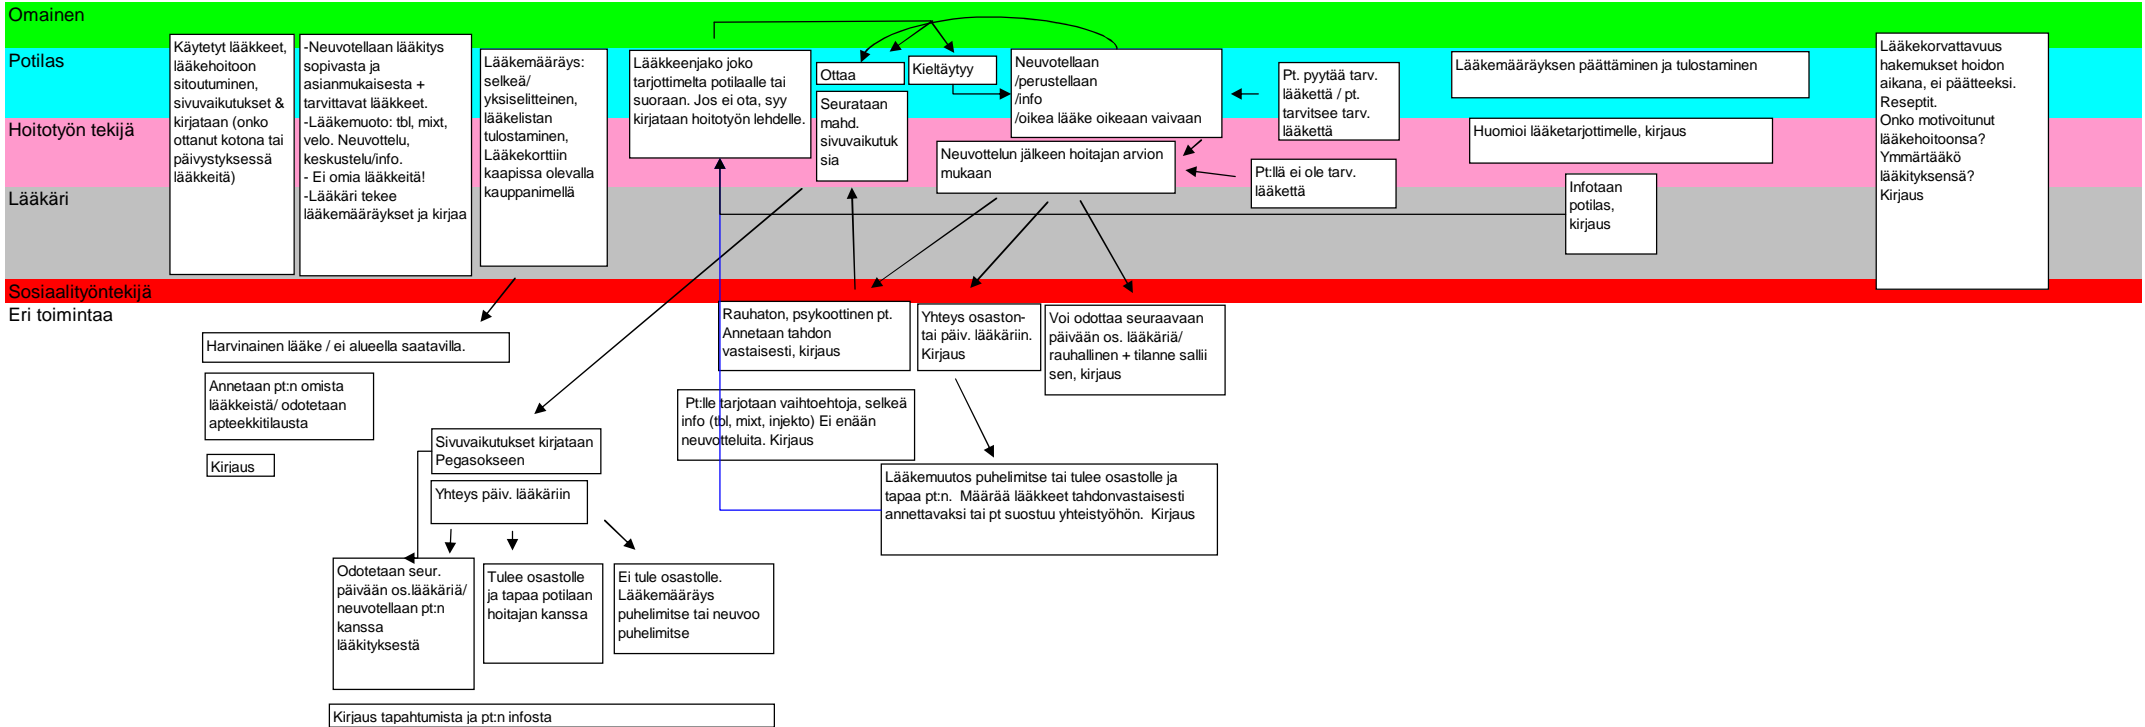 Omainen
Potilas
Hoitotyön tekijä
Lääkäri
Sosiaalityöntekijä
Eri toimintaa
Käytetyt lääkkeet,
lääkehoitoon
sitoutuminen,
sivuvaikutukset &
kirjataan (onko
ottanut kotona tai
päivystyksessä
lääkkeitä)
-Neuvotellaan lääkitys
sopivasta ja
asianmukaisesta +
tarvittavat lääkkeet.
-Lääkemuoto: tbl, mixt,
velo. Neuvottelu,
keskustelu/info.
- Ei omia lääkkeitä!
-Lääkäri tekee
lääkemääräykset ja kirjaa
Lääkemääräys:
selkeä/
yksiselitteinen,
lääkelistan
tulostaminen,
Lääkekorttiin
kaapissa olevalla
kauppanimellä
Lääkkeenjako joko
tarjottimelta potilaalle tai
suoraan. Jos ei ota, syy
kirjataan hoitotyön lehdelle.
Ottaa
Kieltäytyy
Seurataan
mahd.
sivuvaikutuk
sia
Neuvotellaan
/perustellaan
/info
/oikea lääke oikeaan vaivaan
Neuvottelun jälkeen hoitajan arvion
mukaan
Pt. pyytää tarv.
lääkettä / pt.
tarvitsee tarv.
lääkettä
Pt:llä ei ole tarv.
lääkettä
Lääkemääräyksen päättäminen ja tulostaminen
Huomioi lääketarjottimelle, kirjaus
Infotaan
potilas,
kirjaus
Lääkekorvattavuus
hakemukset hoidon
aikana, ei päätteeksi.
Reseptit.
Onko motivoitunut
lääkehoitoonsa?
Ymmärtääkö
lääkityksensä?
Kirjaus
Harvinainen lääke / ei alueella saatavilla.
Annetaan pt:n omista
lääkkeistä/ odotetaan
apteekkitilausta
Kirjaus
Rauhaton, psykoottinen pt.
Annetaan tahdon
vastaisesti, kirjaus
Yhteys osaston-
tai päiv. lääkäriin.
Kirjaus
Voi odottaa seuraavaan
päivään os. lääkäriä/
rauhallinen + tilanne sallii
sen, kirjaus
Pt:lle tarjotaan vaihtoehtoja, selkeä
info (tbl, mixt, injekto) Ei enään
neuvotteluita. Kirjaus
Sivuvaikutukset kirjataan
Pegasokseen
Yhteys päiv. lääkäriin
Lääkemuutos puhelimitse tai tulee osastolle ja
tapaa pt:n. Määrää lääkkeet tahdonvastaisesti
annettavaksi tai pt suostuu yhteistyöhön. Kirjaus
Odotetaan seur.
päivään os.lääkäriä/
neuvotellaan pt:n
kanssa
lääkityksestä
Tulee osastolle
ja tapaa potilaan
hoitajan kanssa
Ei tule osastolle.
Lääkemääräys
puhelimitse tai neuvoo
puhelimitse
Kirjaus tapahtumista ja pt:n infosta